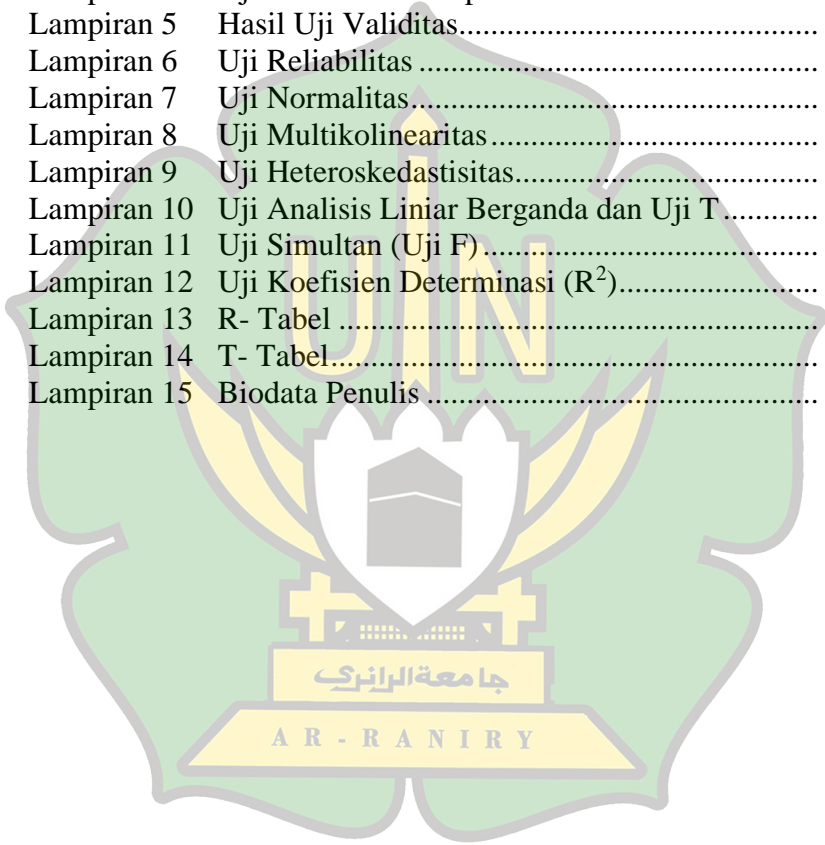 Lampiran 5 Hasil Uji Validitas......................................
Lampiran 6 Uji Reliabilitas ..........................................
Lampiran 7 Uji Normalitas...........................................
Lampiran 8 Uji Multikolinearitas ...................................
Lampiran 9 Uji Heteroskedastisitas................................
Lampiran 10 Uji Analisis Liniar Berganda dan Uji T ............
Lampiran 11 Uji Simultan (Uji F) ....................................
Lampiran 12 Uji Koefisien Determinasi (R²).....................
Lampiran 13 R- Tabel ...................................................
Lampiran 14 T- Tabel....................................................
Lampiran 15 Biodata Penulis .........................................
UIN
جامعة الرانري
AR-RANIRY